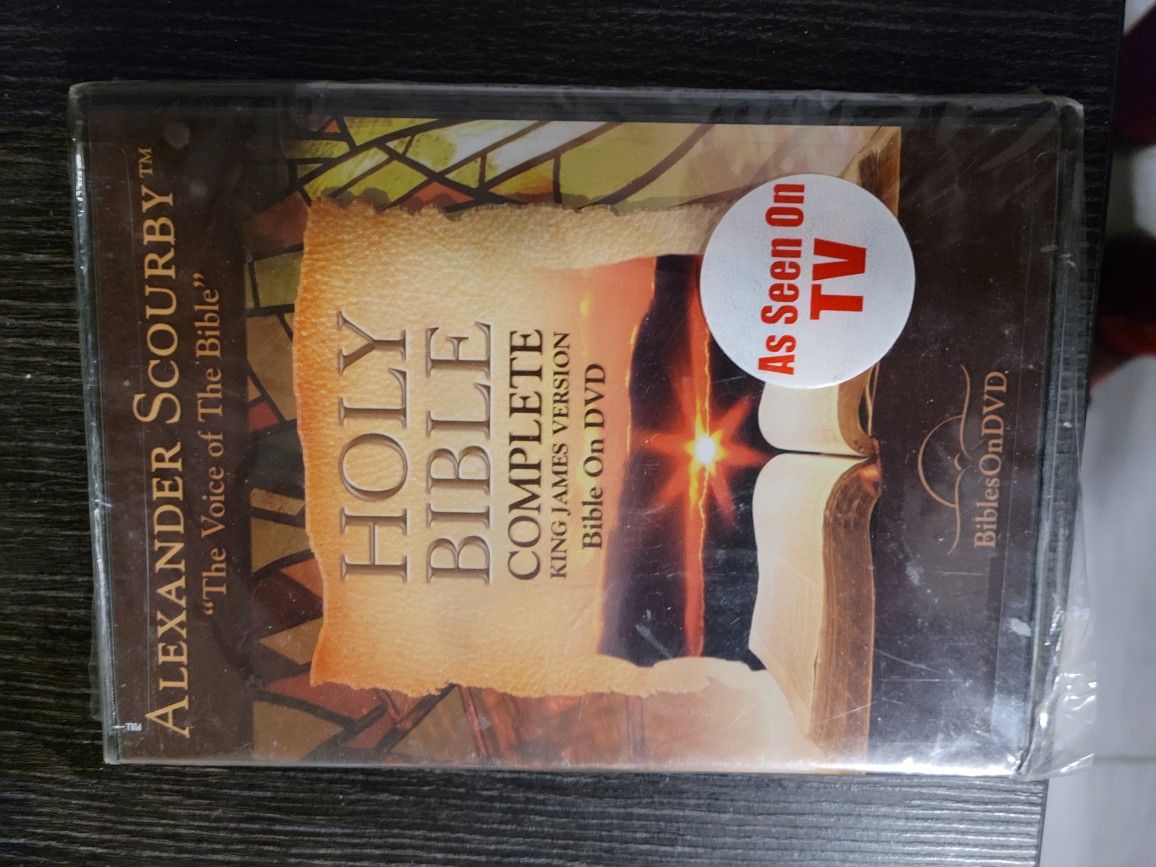 ALEXANDER SCOURBY™
“The Voice of The Bible”
HOLY
BIBLE
COMPLETE
KING JAMES VERSION
Bible On DVD
As Seen On
TV
BiblesOnDVD
PULL